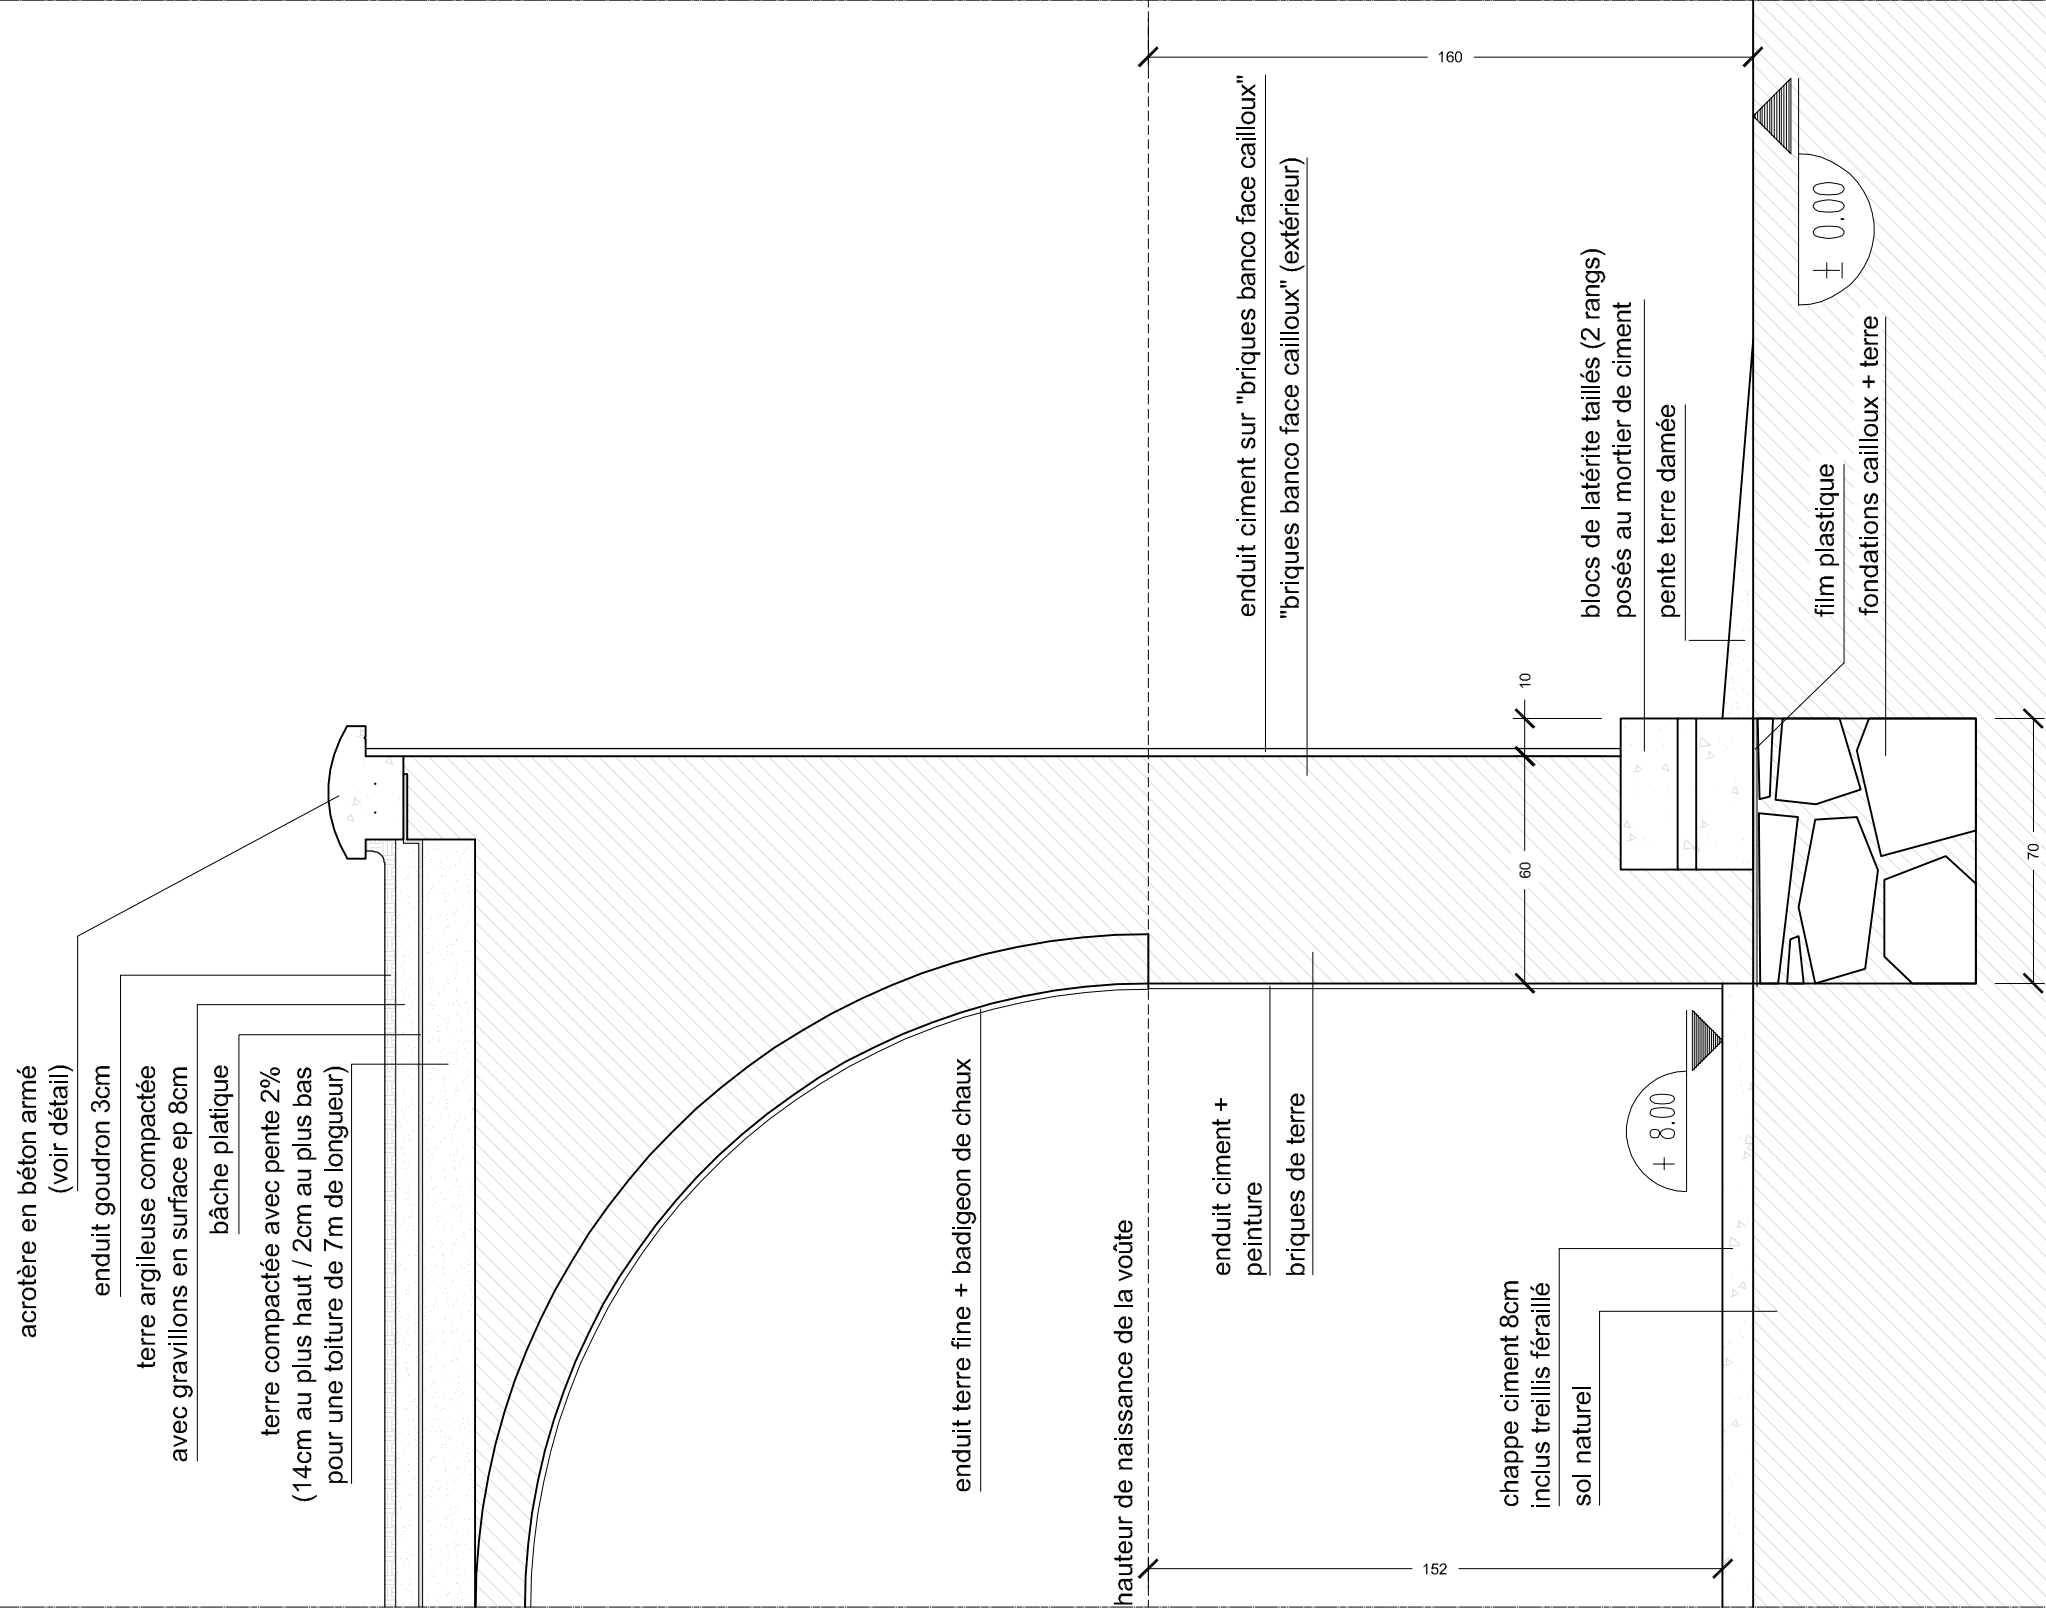 acrotère en béton armé
(voir détail)
enduit goudron 3cm
terre argileuse compactée
avec gravillons en surface ep 8cm
bâche platique
terre compactée avec pente 2%
(14cm au plus haut / 2cm au plus bas
pour une toiture de 7m de longueur)
enduit terre fine + badigeon de chaux
hauteur de naissance de la voûte
enduit ciment +
peinture
briques de terre
152
chappe ciment 8cm
inclus treillis féraillé
sol naturel
+ 8.00
160
enduit ciment sur "briques banco face cailloux"
"briques banco face cailloux" (extérieur)
10
60
blocs de latérite taillés (2 rangs)
posés au mortier de ciment
pente terre damée
± 0.00
film plastique
fondations cailloux + terre
70